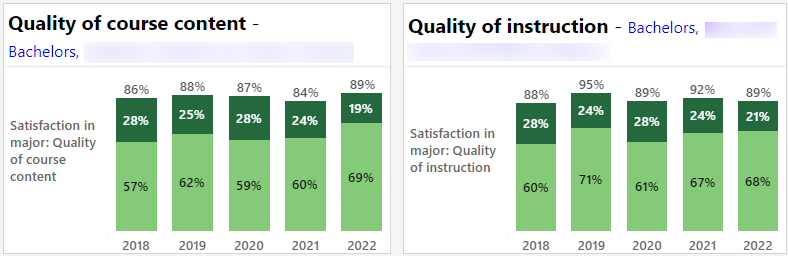 Quality of course content -
Bachelors,
86% 88% 87% 84% 89%
28% 25% 28% 24% 19%
Satisfaction in
major: Quality
of course
content
57% 62% 59% 60% 69%
2018 2019 2020 2021 2022
Quality of instruction - Bachelors,
88% 95% 89% 92% 89%
28% 24% 28% 24% 21%
Satisfaction in
major: Quality
of instruction
60% 71% 61% 67% 68%
2018 2019 2020 2021 2022